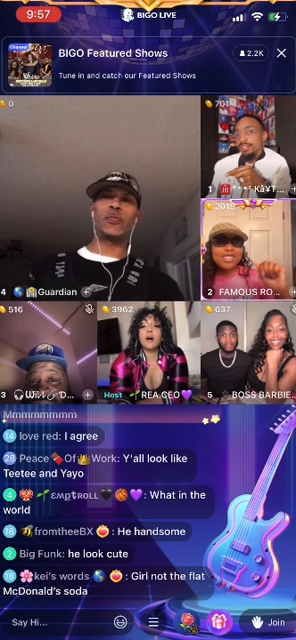 9:57
BIGO LIVE
Channel
BIGO Featured Shows
2.2K
Tune in and catch our Featured Shows
0
701
1
4 Guardian
2018
2 FAMOUS RO...
516
3
3962
Host REA CEO
637
5 BOSS BARBIE...
Mmmmmmmm
14 love red: I agree
28 Peace Of Work: Y'all look like
Teetee and Yayo
4 : What in the
world
18 fromtheeBX : He handsome
2 Big Funk: he look cute
18 kei's words : Girl not the flat
McDonald's soda
Say Hi...
Join